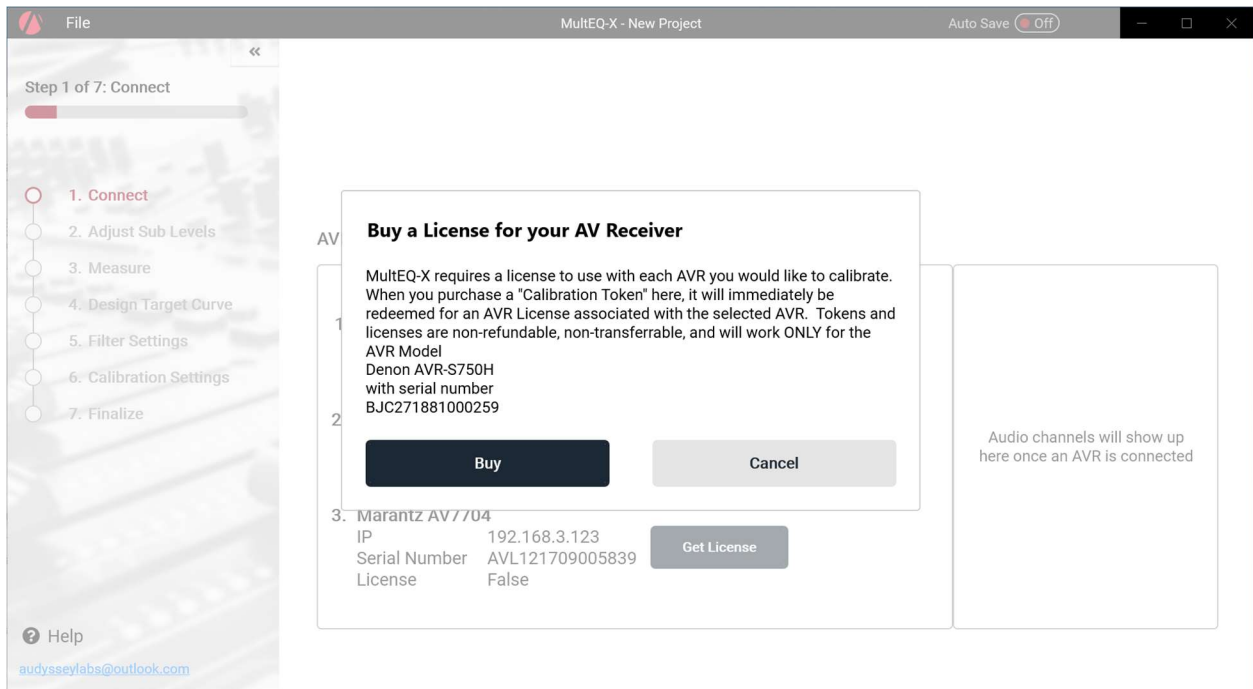 File
MultEQ-X - New Project
Auto Save Off
«
Step 1 of 7: Connect
1. Connect
2. Adjust Sub Levels
3. Measure
4. Design Target Curve
5. Filter Settings
6. Calibration Settings
7. Finalize
AV
1
2
Buy a License for your AV Receiver
MultEQ-X requires a license to use with each AVR you would like to calibrate.
When you purchase a "Calibration Token" here, it will immediately be
redeemed for an AVR License associated with the selected AVR. Tokens and
licenses are non-refundable, non-transferrable, and will work ONLY for the
AVR Model
Denon AVR-S750H
with serial number
BJC271881000259
Buy
Cancel
3. Marantz AV7704
IP 192.168.3.123
Serial Number AVL121709005839
License False
Get License
Audio channels will show up
here once an AVR is connected
? Help
audysseylabs@outlook.com